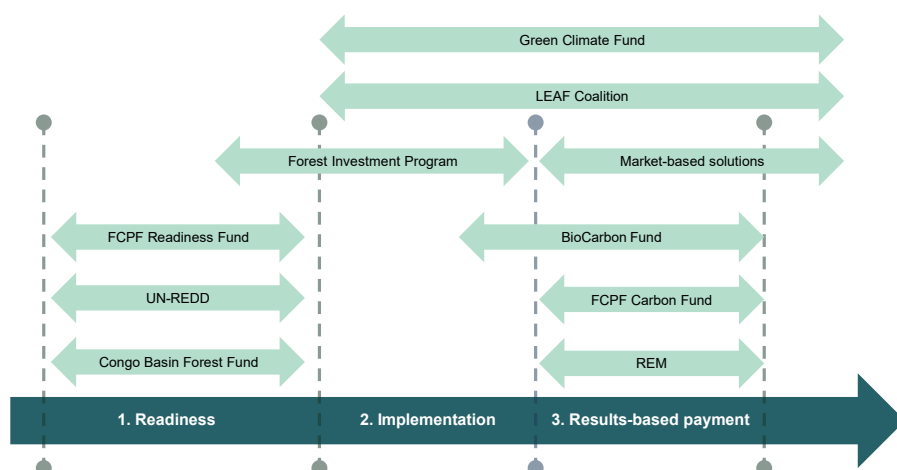 Green Climate Fund
LEAF Coalition
Forest Investment Program
Market-based solutions
FCPF Readiness Fund
BioCarbon Fund
UN-REDD
FCPF Carbon Fund
Congo Basin Forest Fund
REM
1. Readiness
2. Implementation
3. Results-based payment